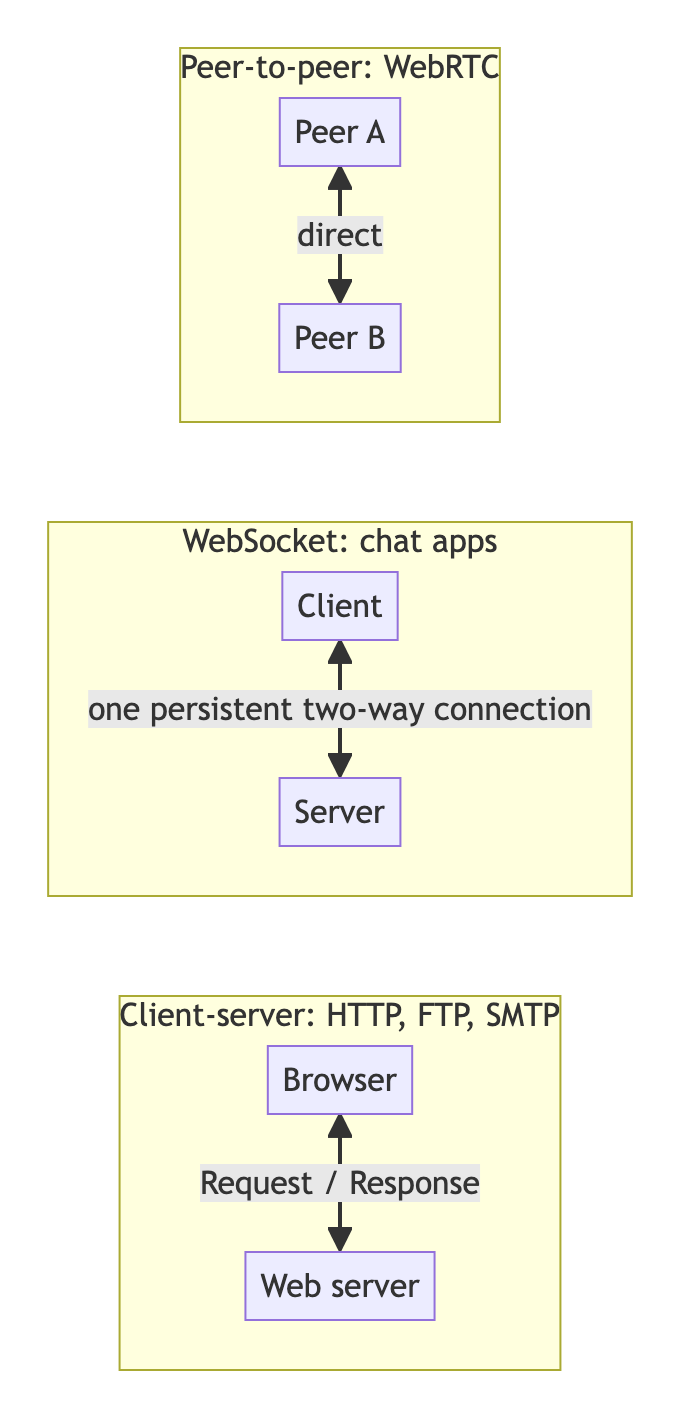 Peer-to-peer: WebRTC
Peer A
direct
Peer B
WebSocket: chat apps
Client
one persistent two-way connection
Server
Client-server: HTTP, FTP, SMTP
Browser
Request / Response
Web server